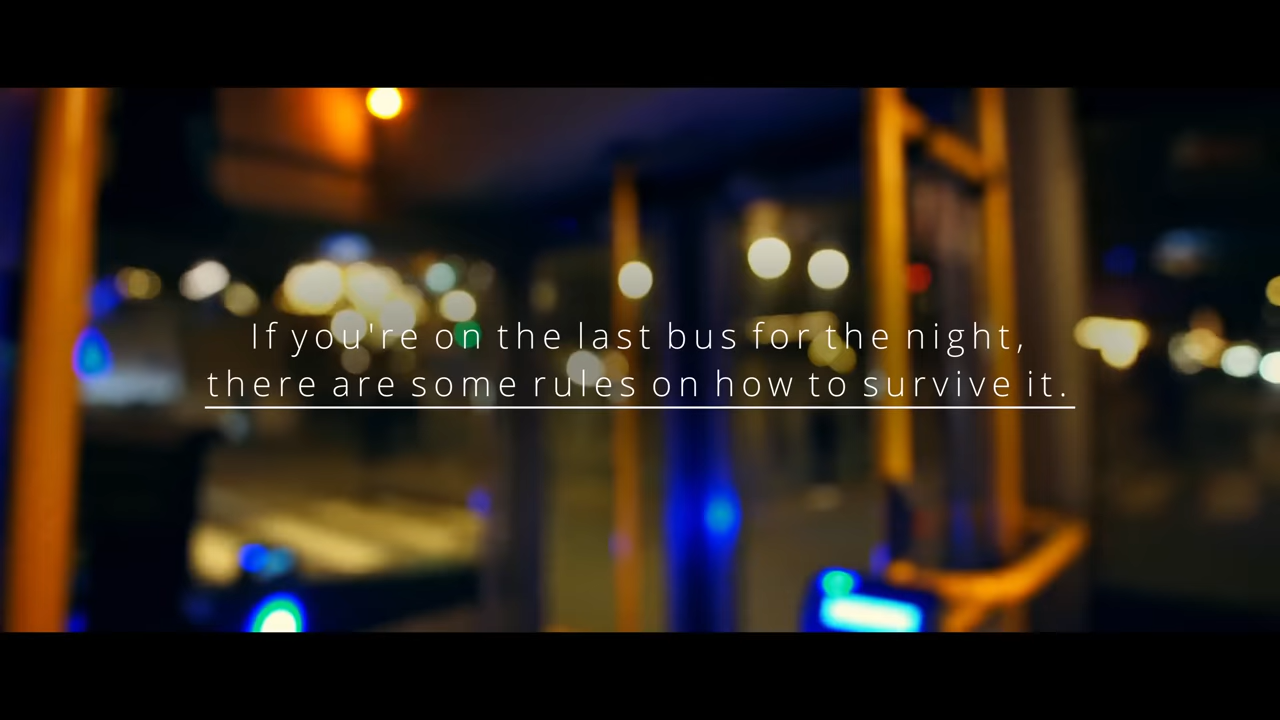 If you're on the last bus for the night,
there are some rules on how to survive it.